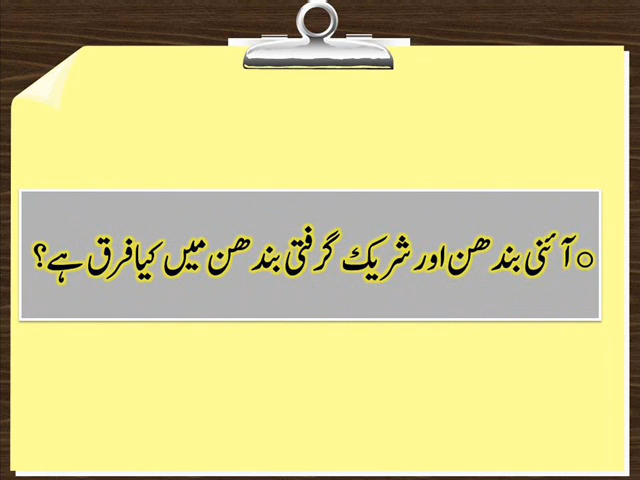 ○ آئنی بندھن اور شریک گرفتی بندھن میں کیا فرق ہے؟